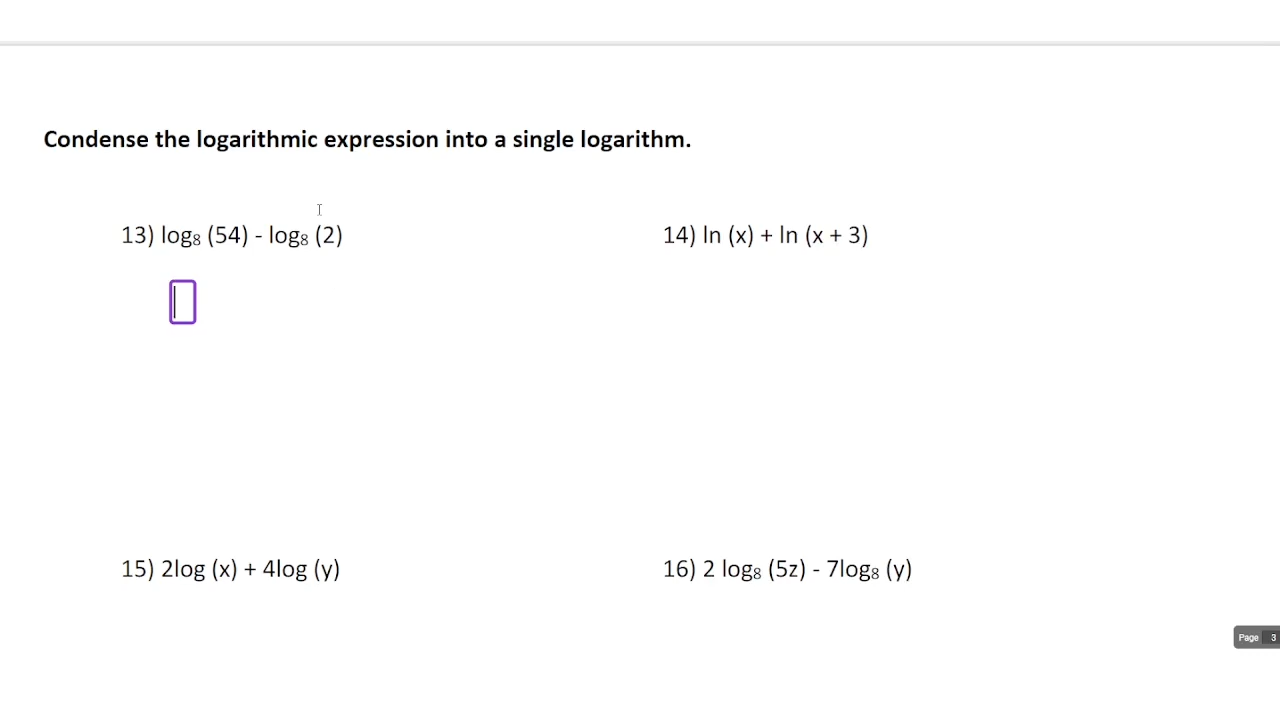 Condense the logarithmic expression into a single logarithm.
13) log₈ (54) - log₈ (2)
14) ln (x) + ln (x + 3)
15) 2log (x) + 4log (y)
16) 2 log₈ (5z) - 7log₈ (y)
Page 3